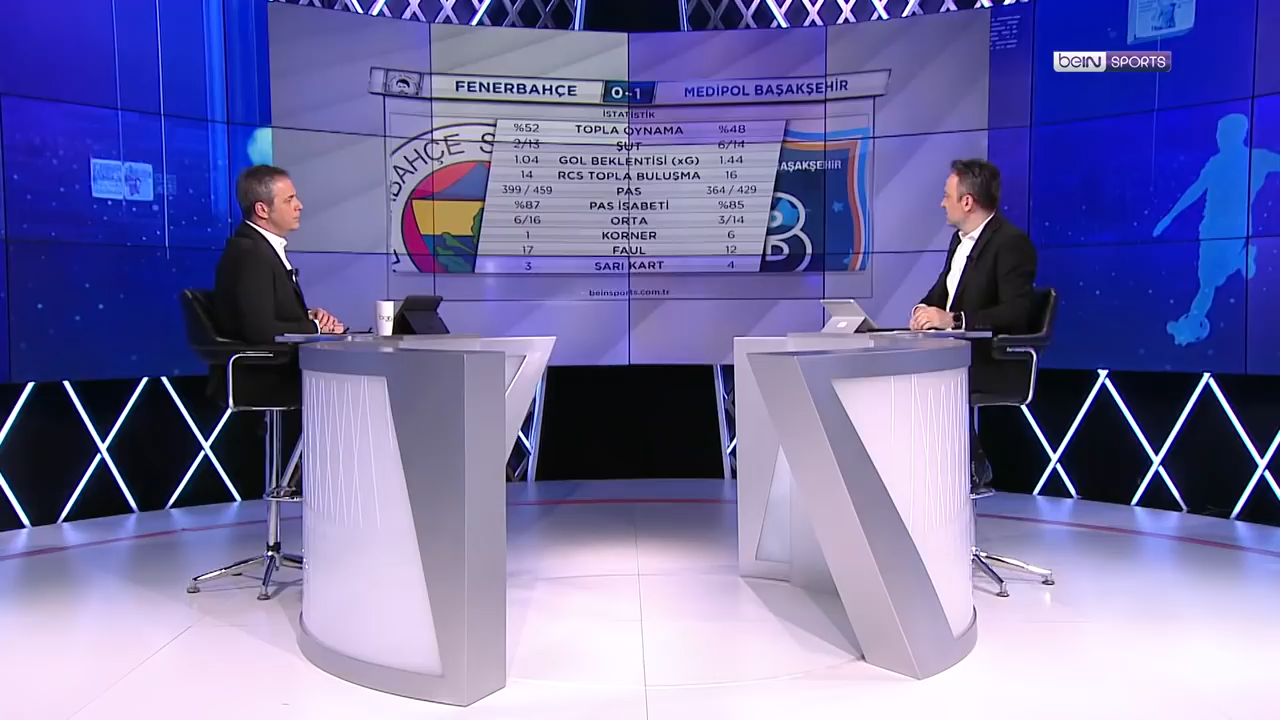 beIN SPORTS
FENERBAHÇE 0-1 MEDİPOL BAŞAKŞEHİR
İSTATİSTİK
%52 TOPLA OYNAMA %48
2/13 ŞUT 6/14
1.04 GOL BEKLENTİSİ (xG) 1.44
14 RCS TOPLA BULUŞMA 16
399 / 459 PAS 364 / 429
%87 PAS İSABETİ %85
6/16 ORTA 3/14
1 KORNER 6
17 FAUL 12
3 SARI KART 4
BAHÇE S
BAŞAKŞEHİR
beinsports.com.tr